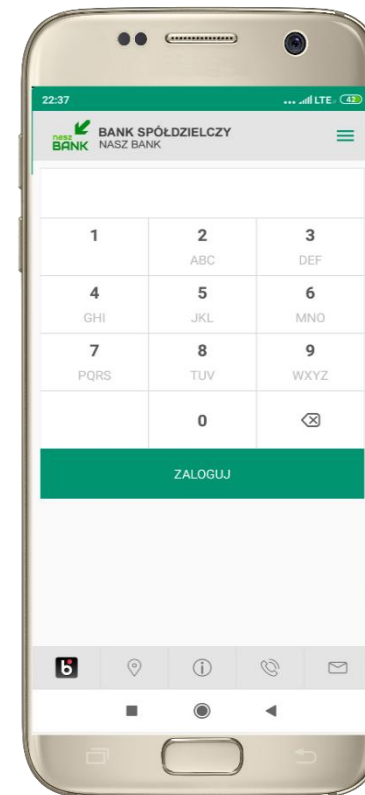 22:37 ... LTE 42
nasz BANK BANK SPÓŁDZIELCZY
NASZ BANK
1 2 3
ABC DEF
4 5 6
GHI JKL MNO
7 8 9
PQRS TUV WXYZ
0
ZALOGUJ
b i